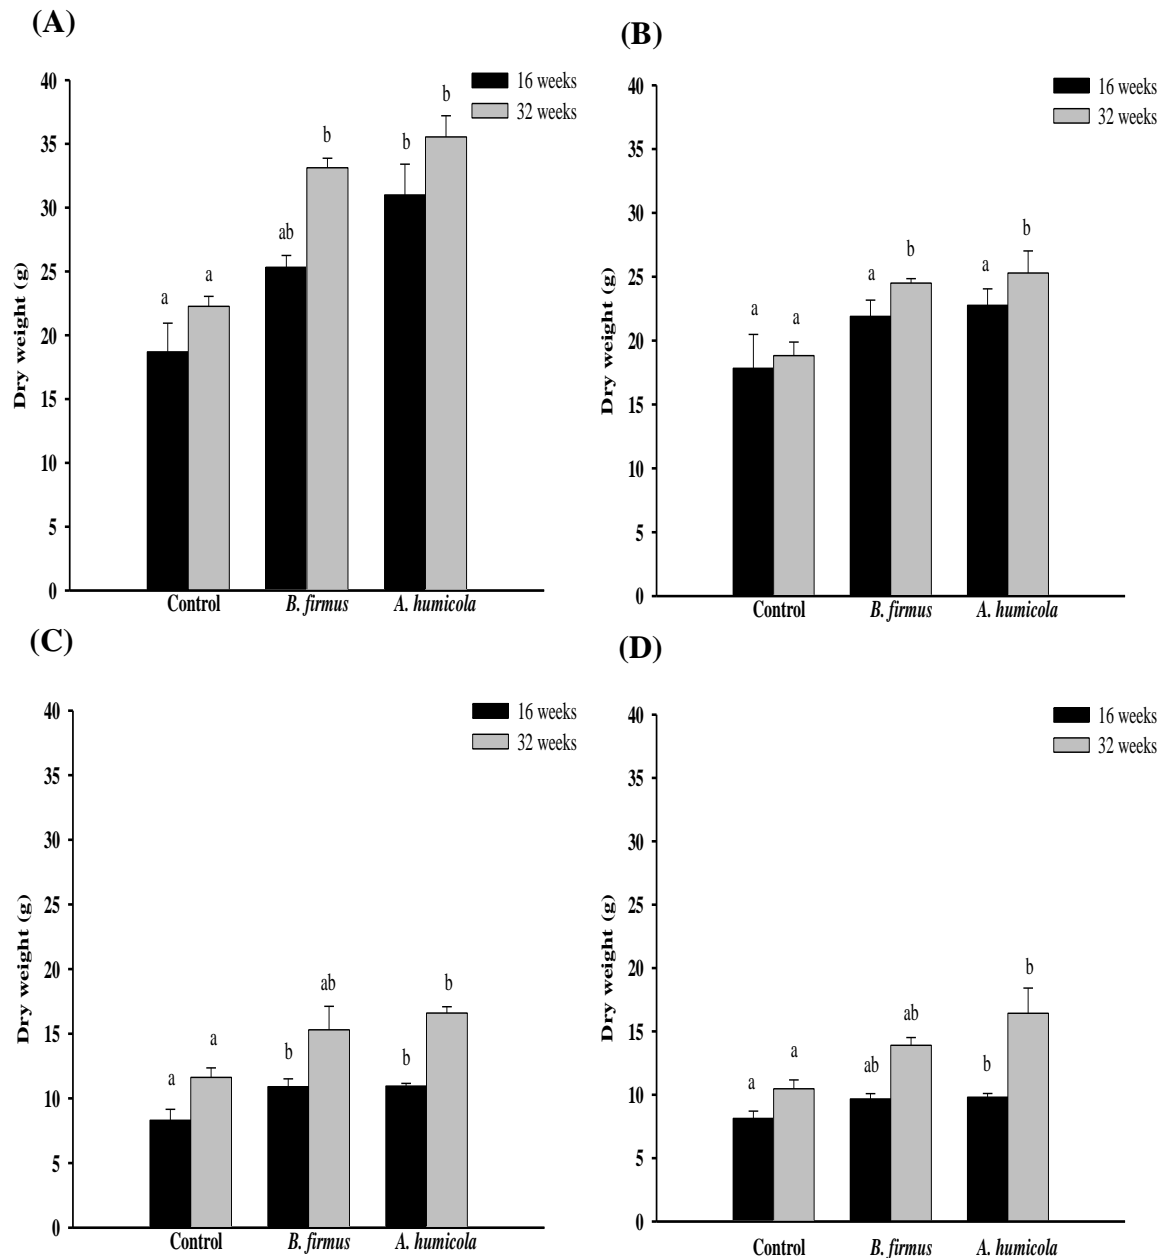 (A)
40
35
30
25
20
15
10
5
0
Dry weight (g)
16 weeks
32 weeks
a
a
ab
b
b
b
Control
B. firmus
A. humicola
(B)
40
35
30
25
20
15
10
5
0
Dry weight (g)
16 weeks
32 weeks
a
a
a
b
a
b
Control
B. firmus
A. humicola
(C)
40
35
30
25
20
15
10
5
0
Dry weight (g)
16 weeks
32 weeks
a
a
b
ab
b
b
Control
B. firmus
A. humicola
(D)
40
35
30
25
20
15
10
5
0
Dry weight (g)
16 weeks
32 weeks
a
a
ab
ab
b
b
Control
B. firmus
A. humicola